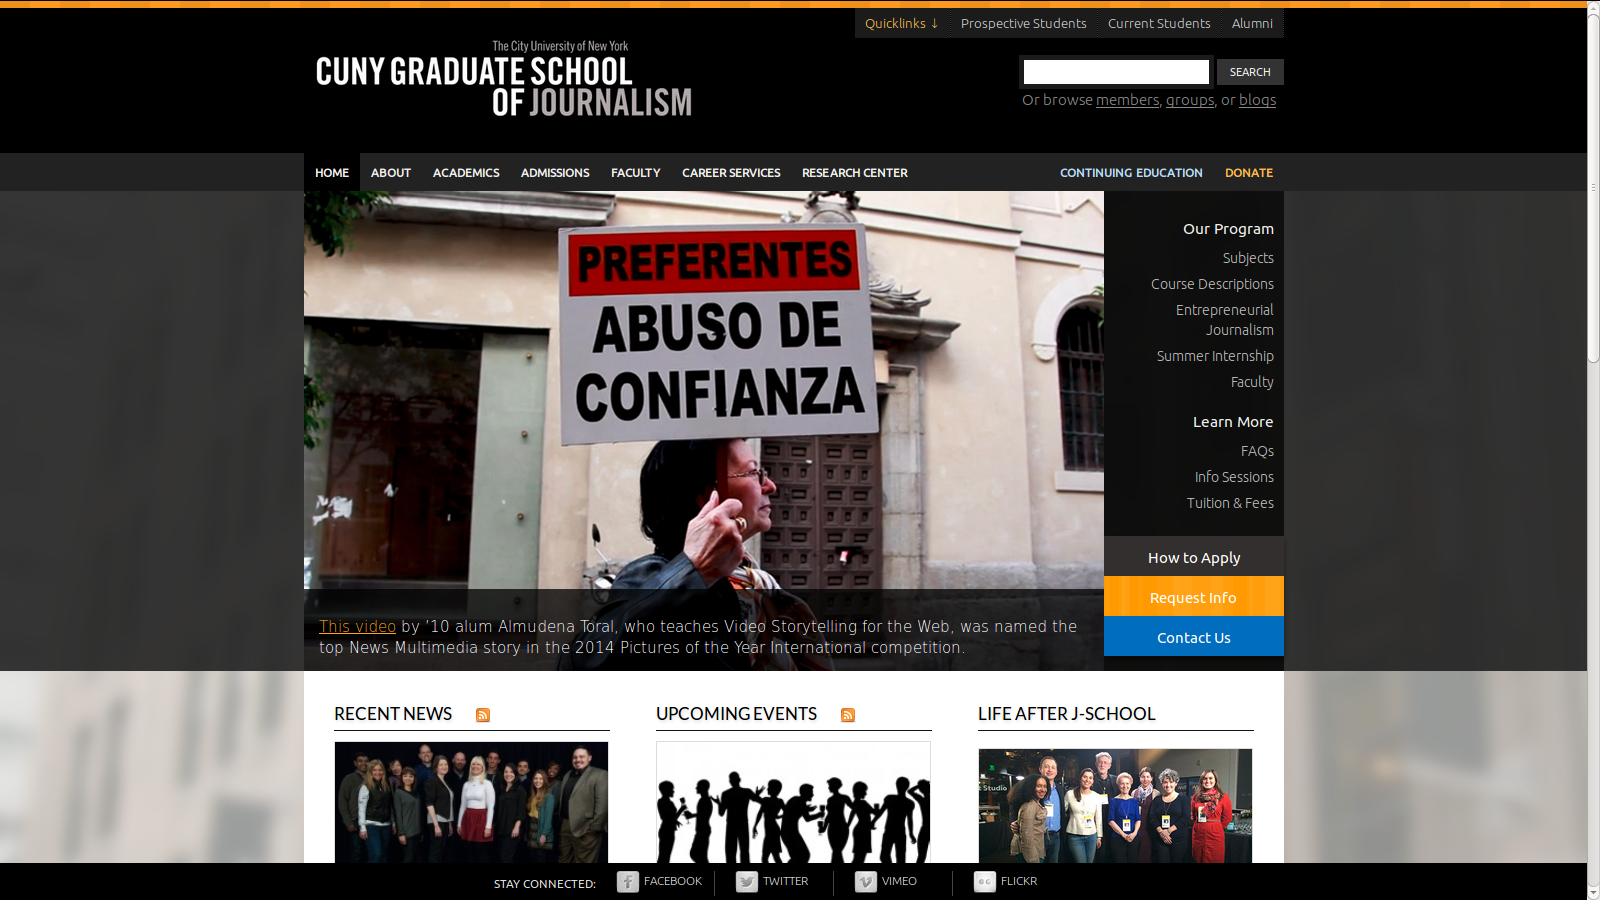 Quicklinks ↓ Prospective Students Current Students Alumni
The City University of New York
CUNY GRADUATE SCHOOL
OF JOURNALISM
SEARCH
Or browse members, groups, or blogs
HOME ABOUT ACADEMICS ADMISSIONS FACULTY CAREER SERVICES RESEARCH CENTER CONTINUING EDUCATION DONATE
PREFERENTES
ABUSO DE
CONFIANZA
This video by '10 alum Almudena Toral, who teaches Video Storytelling for the Web, was named the
top News Multimedia story in the 2014 Pictures of the Year International competition.
Our Program
Subjects
Course Descriptions
Entrepreneurial
Journalism
Summer Internship
Faculty
Learn More
FAQs
Info Sessions
Tuition & Fees
How to Apply
Request Info
Contact Us
RECENT NEWS
UPCOMING EVENTS
LIFE AFTER J-SCHOOL
t Studio
STAY CONNECTED: FACEBOOK TWITTER VIMEO FLICKR